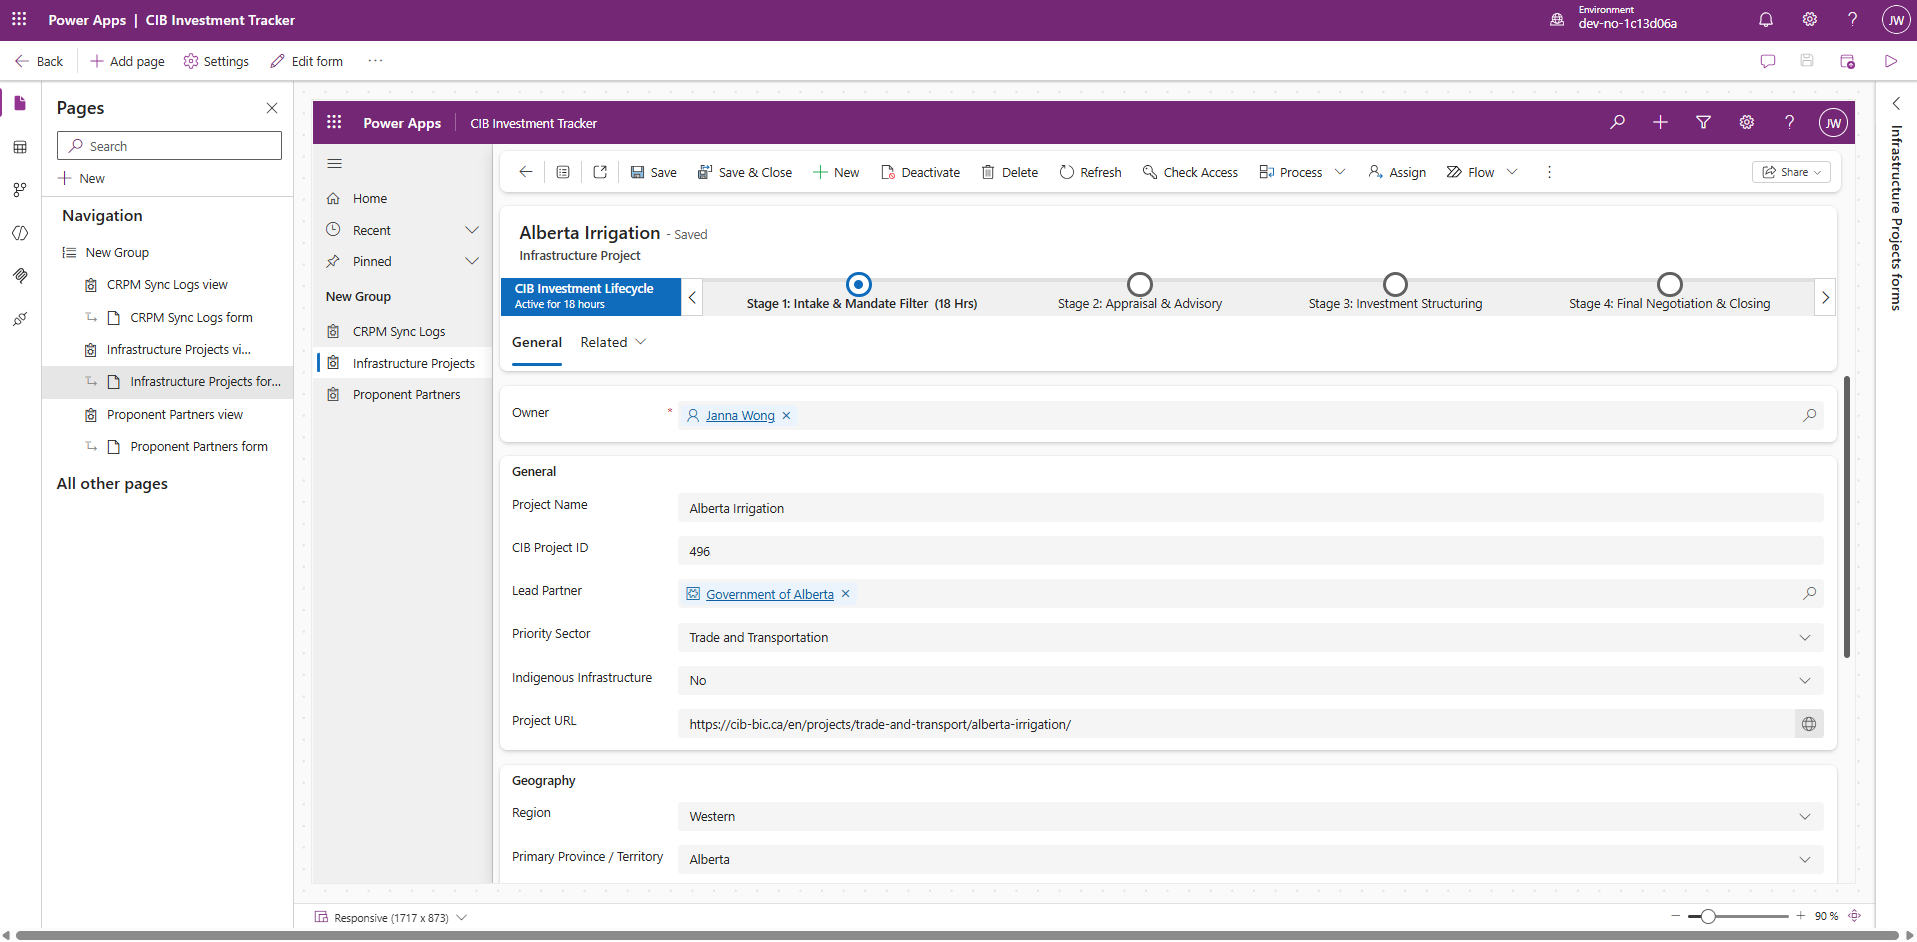 Power Apps | CIB Investment Tracker
Environment
dev-no-1c13d06a
JW
Back
Add page
Settings
Edit form
Pages
Search
New
Navigation
New Group
CRPM Sync Logs view
CRPM Sync Logs form
Infrastructure Projects vi...
Infrastructure Projects for...
Proponent Partners view
Proponent Partners form
All other pages
Power Apps
CIB Investment Tracker
JW
Home
Recent
Pinned
New Group
CRPM Sync Logs
Infrastructure Projects
Proponent Partners
Save
Save & Close
New
Deactivate
Delete
Refresh
Check Access
Process
Assign
Flow
Share
Alberta Irrigation - Saved
Infrastructure Project
CIB Investment Lifecycle
Active for 18 hours
Stage 1: Intake & Mandate Filter (18 Hrs)
Stage 2: Appraisal & Advisory
Stage 3: Investment Structuring
Stage 4: Final Negotiation & Closing
General
Related
Owner
*
Janna Wong
General
Project Name
Alberta Irrigation
CIB Project ID
496
Lead Partner
Government of Alberta
Priority Sector
Trade and Transportation
Indigenous Infrastructure
No
Project URL
https://cib-bic.ca/en/projects/trade-and-transport/alberta-irrigation/
Geography
Region
Western
Primary Province / Territory
Alberta
Infrastructure Projects forms
Responsive (1717 x 873)
90 %